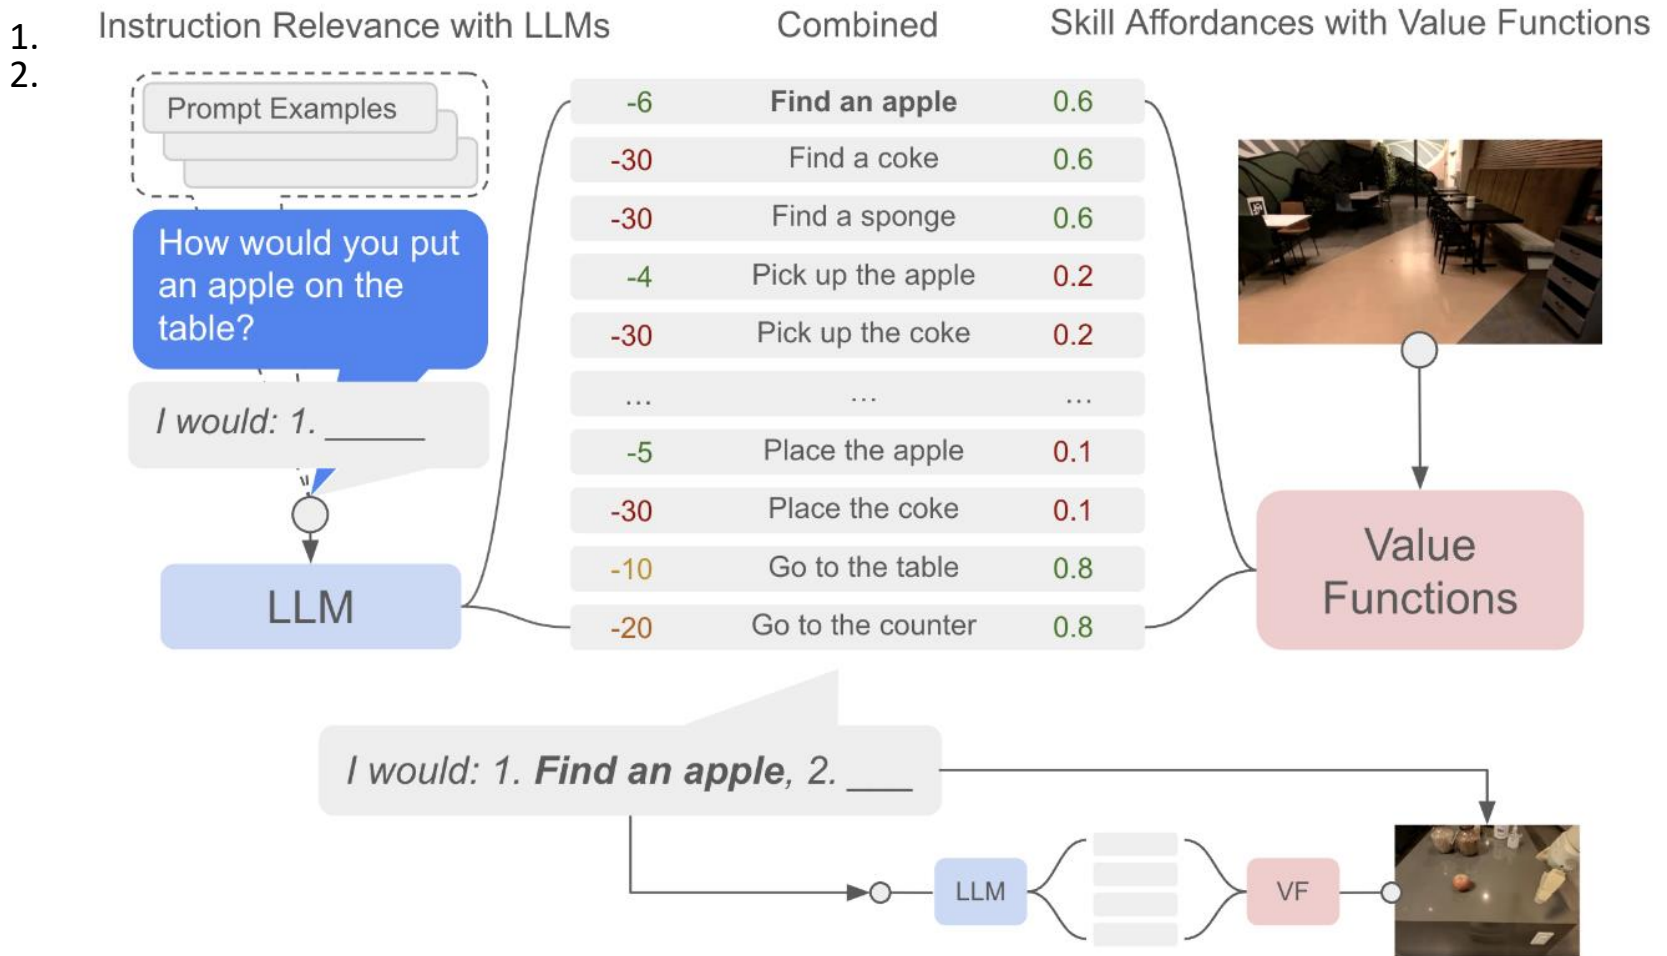 1.
2.
Instruction Relevance with LLMs
Combined
Skill Affordances with Value Functions
Prompt Examples
How would you put
an apple on the
table?
I would: 1. _____
LLM
-6 Find an apple 0.6
-30 Find a coke 0.6
-30 Find a sponge 0.6
-4 Pick up the apple 0.2
-30 Pick up the coke 0.2
... ... ...
-5 Place the apple 0.1
-30 Place the coke 0.1
-10 Go to the table 0.8
-20 Go to the counter 0.8
Value
Functions
I would: 1. Find an apple, 2. ___
LLM
VF